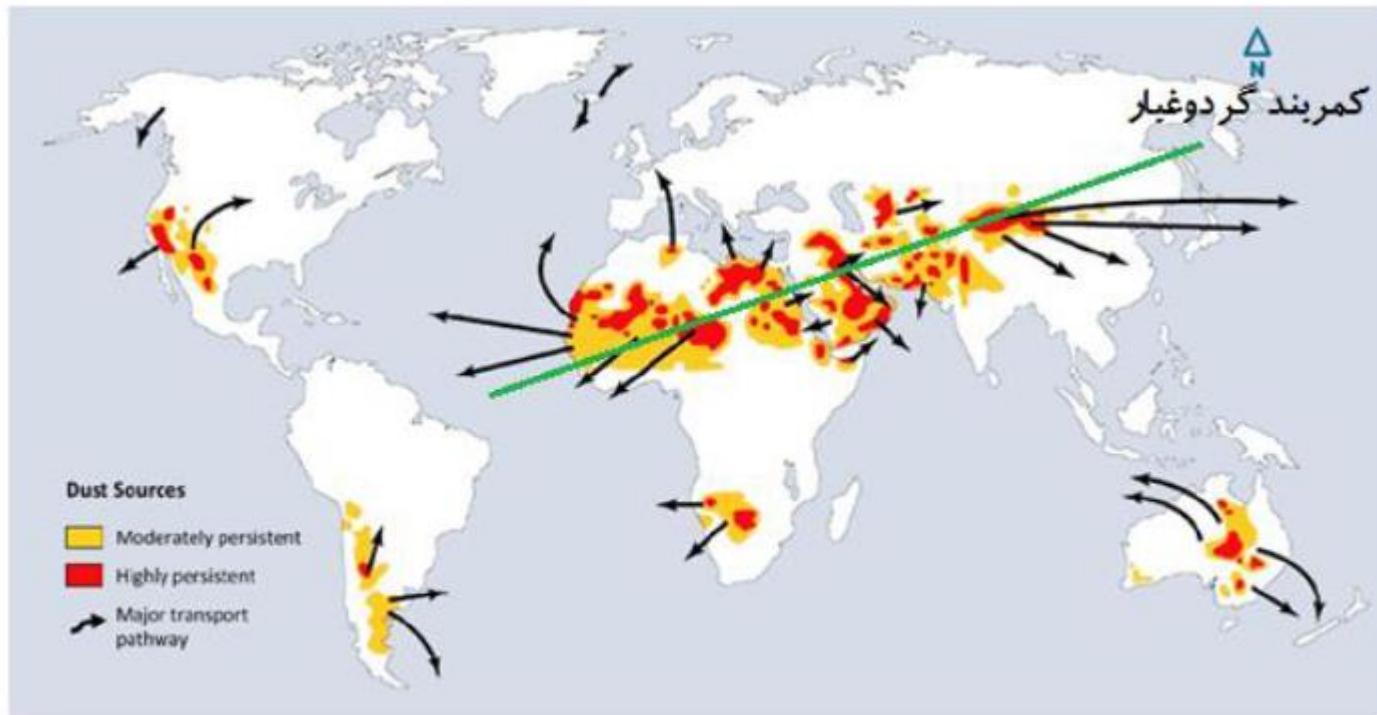 N
کمربند گردوغبار
Dust Sources
Moderately persistent
Highly persistent
Major transport
pathway